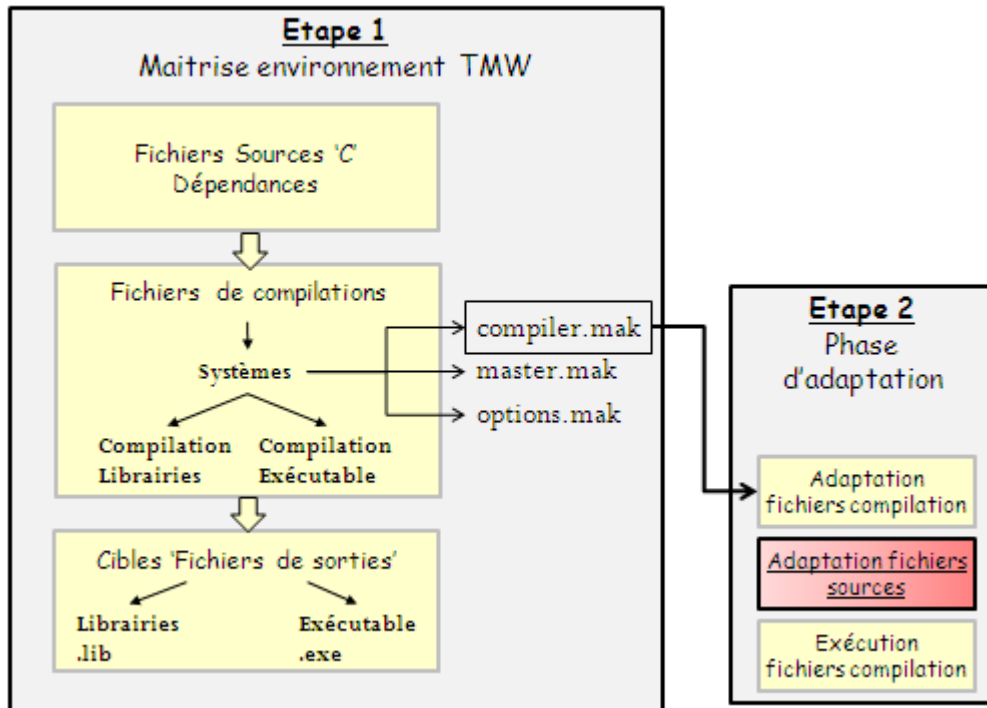 Etape 1
Maitrise environnement TMW
Fichiers Sources 'C'
Dépendances
Fichiers de compilations
Systèmes
Compilation
Librairies
Compilation
Exécutable
compiler.mak
master.mak
options.mak
Cibles 'Fichiers de sorties'
Librairies
.lib
Exécutable
.exe
Etape 2
Phase
d'adaptation
Adaptation
fichiers compilation
Adaptation fichiers
sources
Exécution
fichiers compilation